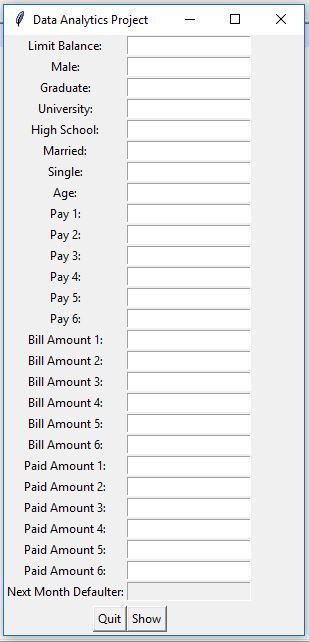 Data Analytics Project
Limit Balance:
Male:
Graduate:
University:
High School:
Married:
Single:
Age:
Pay 1:
Pay 2:
Pay 3:
Pay 4:
Pay 5:
Pay 6:
Bill Amount 1:
Bill Amount 2:
Bill Amount 3:
Bill Amount 4:
Bill Amount 5:
Bill Amount 6:
Paid Amount 1:
Paid Amount 2:
Paid Amount 3:
Paid Amount 4:
Paid Amount 5:
Paid Amount 6:
Next Month Defaulter:
Quit Show